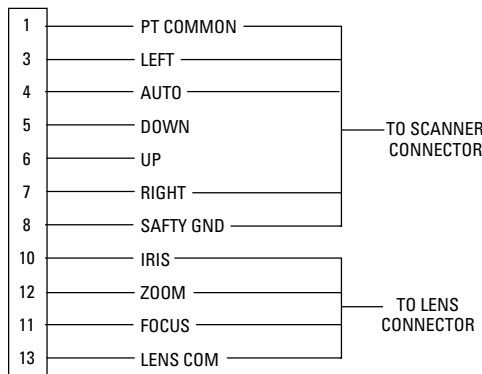 1 PT COMMON
3 LEFT
4 AUTO
5 DOWN
6 UP
7 RIGHT
8 SAFTY GND
TO SCANNER
CONNECTOR
10 IRIS
12 ZOOM
11 FOCUS
13 LENS COM
TO LENS
CONNECTOR